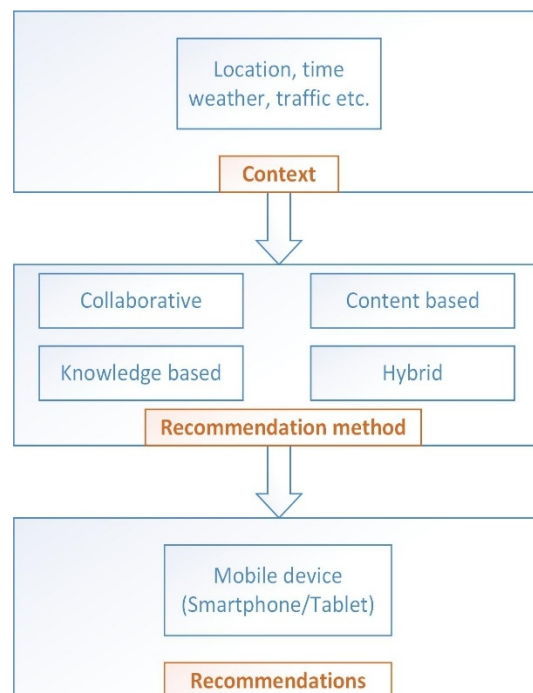 Location, time
weather, traffic etc.
Context
Collaborative
Content based
Knowledge based
Hybrid
Recommendation method
Mobile device
(Smartphone/Tablet)
Recommendations